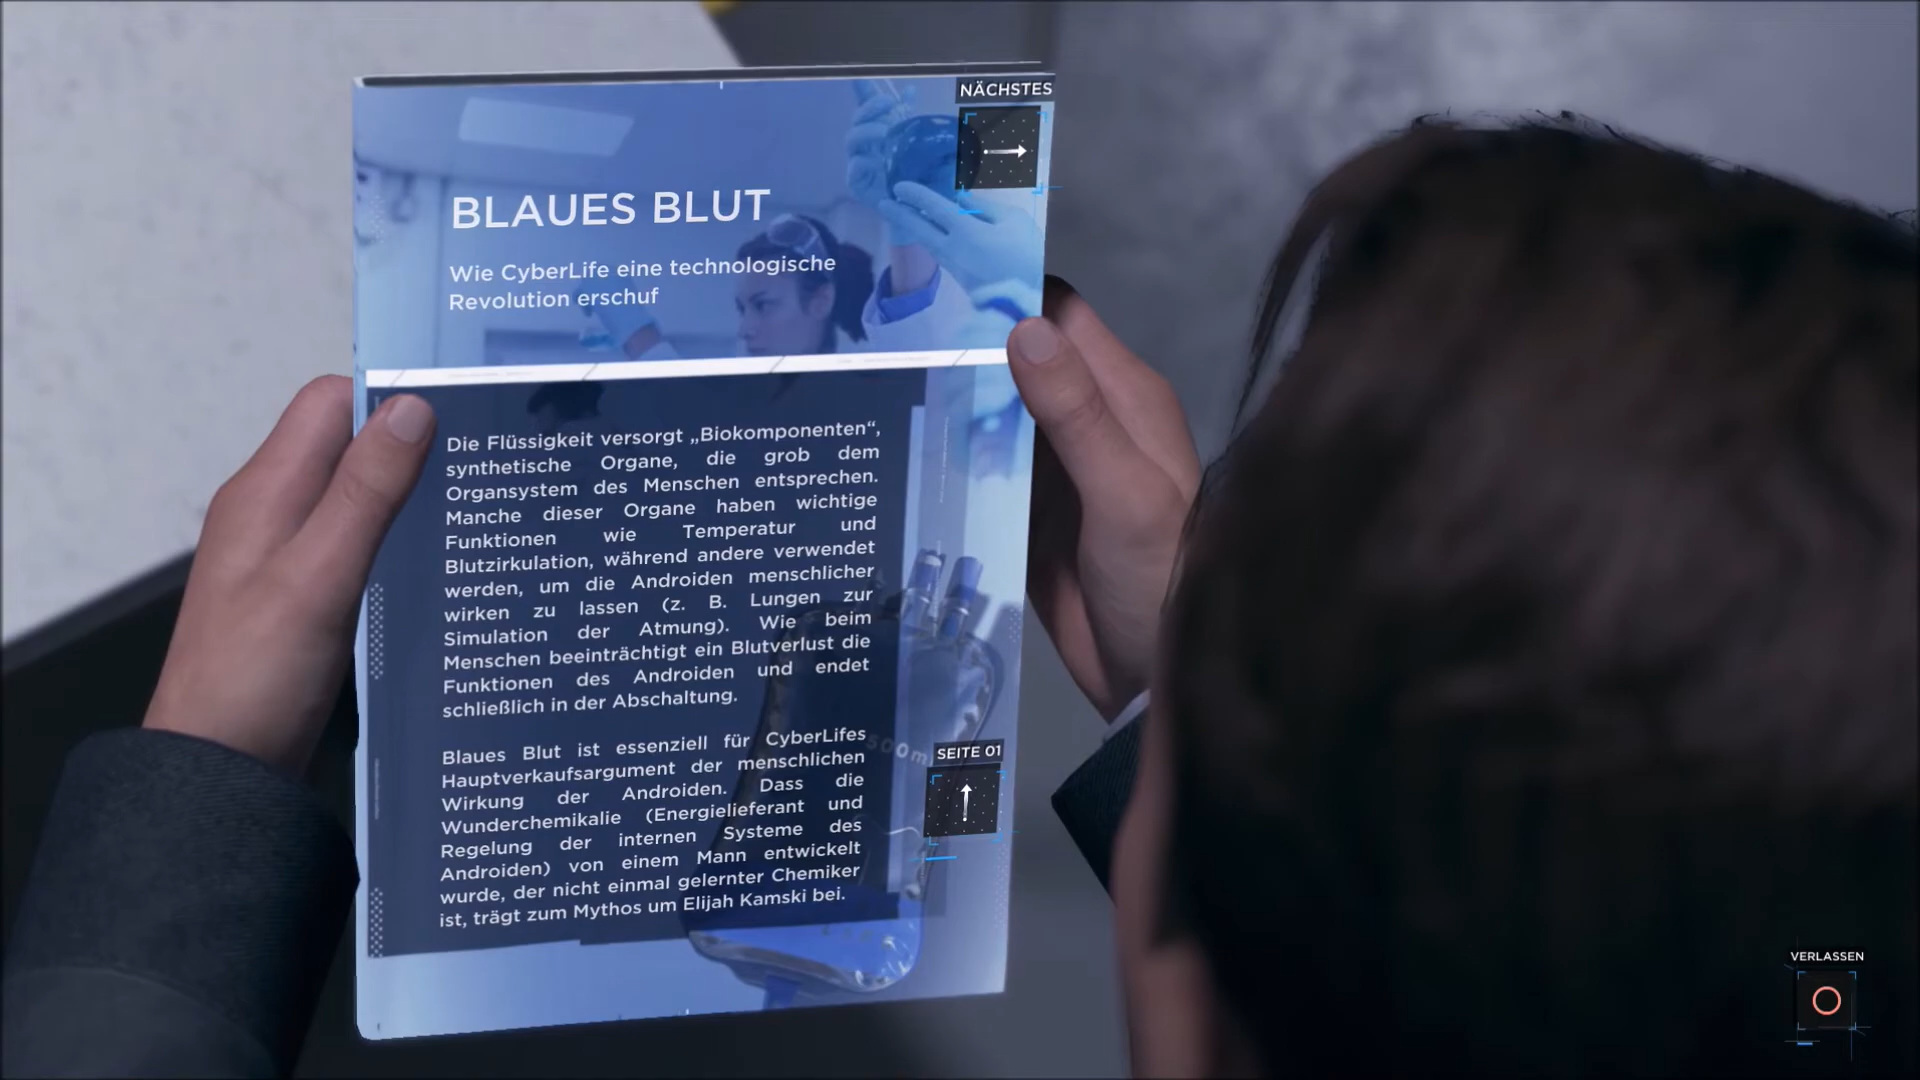 NÄCHSTES
BLAUES BLUT
Wie CyberLife eine technologische
Revolution erschuf
Die Flüssigkeit versorgt „Biokomponenten“,
synthetische Organe, die grob dem
Organsystem des Menschen entsprechen.
Manche dieser Organe haben wichtige
Funktionen wie Temperatur und
Blutzirkulation, während andere verwendet
werden, um die Androiden menschlicher
wirken zu lassen (z. B. Lungen zur
Simulation der Atmung). Wie beim
Menschen beeinträchtigt ein Blutverlust die
Funktionen des Androiden und endet
schließlich in der Abschaltung.
Blaues Blut ist essenziell für CyberLifes
Hauptverkaufsargument der menschlichen
Wirkung der Androiden. Dass die
Wunderchemikalie (Energielieferant und
Regelung der internen Systeme des
Androiden) von einem Mann entwickelt
wurde, der nicht einmal gelernter Chemiker
ist, trägt zum Mythos um Elijah Kamski bei.
500m
SEITE 01
VERLASSEN